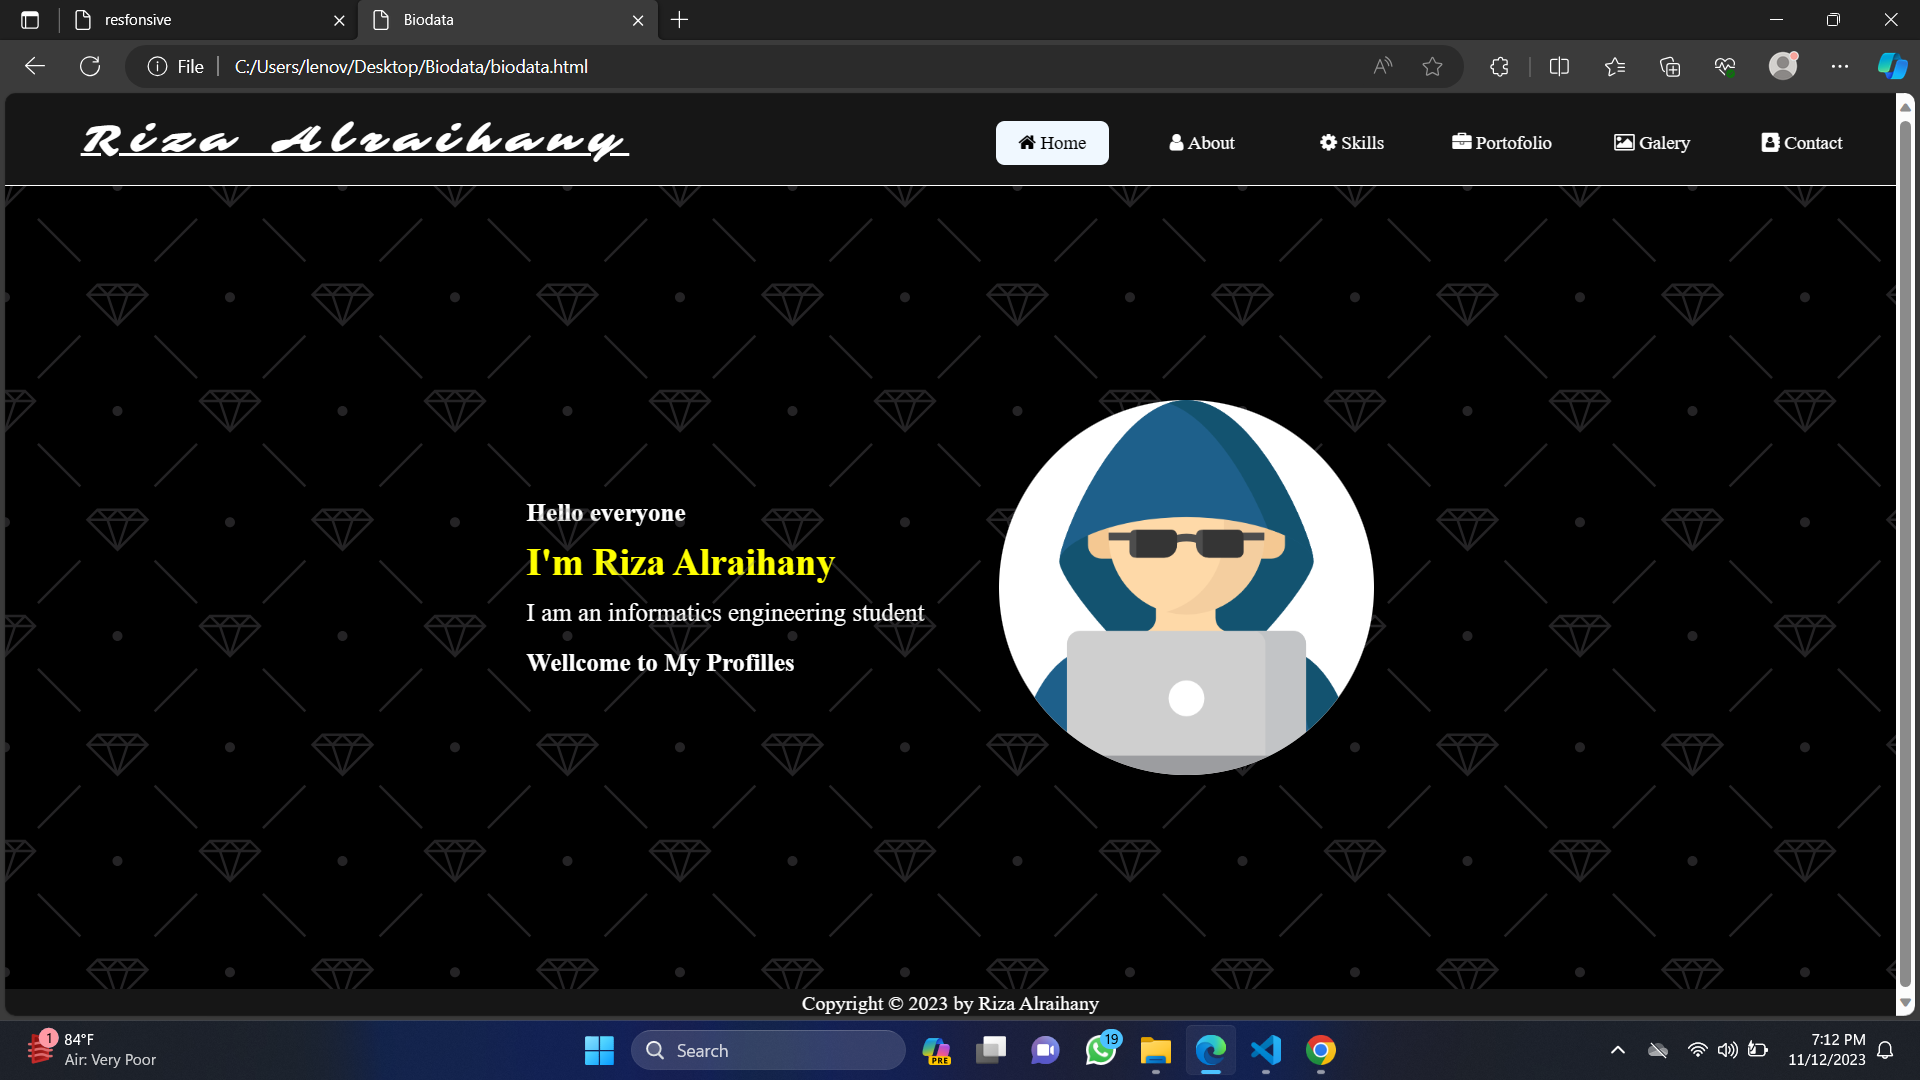 resfonsive
Biodata
File
C:/Users/lenov/Desktop/Biodata/biodata.html
Riza Alraihany
Home
About
Skills
Portofolio
Galery
Contact
Hello everyone
I'm Riza Alraihany
I am an informatics engineering student
Wellcome to My Profilles
Copyright © 2023 by Riza Alraihany
1
84°F
Air: Very Poor
Search
PRE
19
7:12 PM
11/12/2023